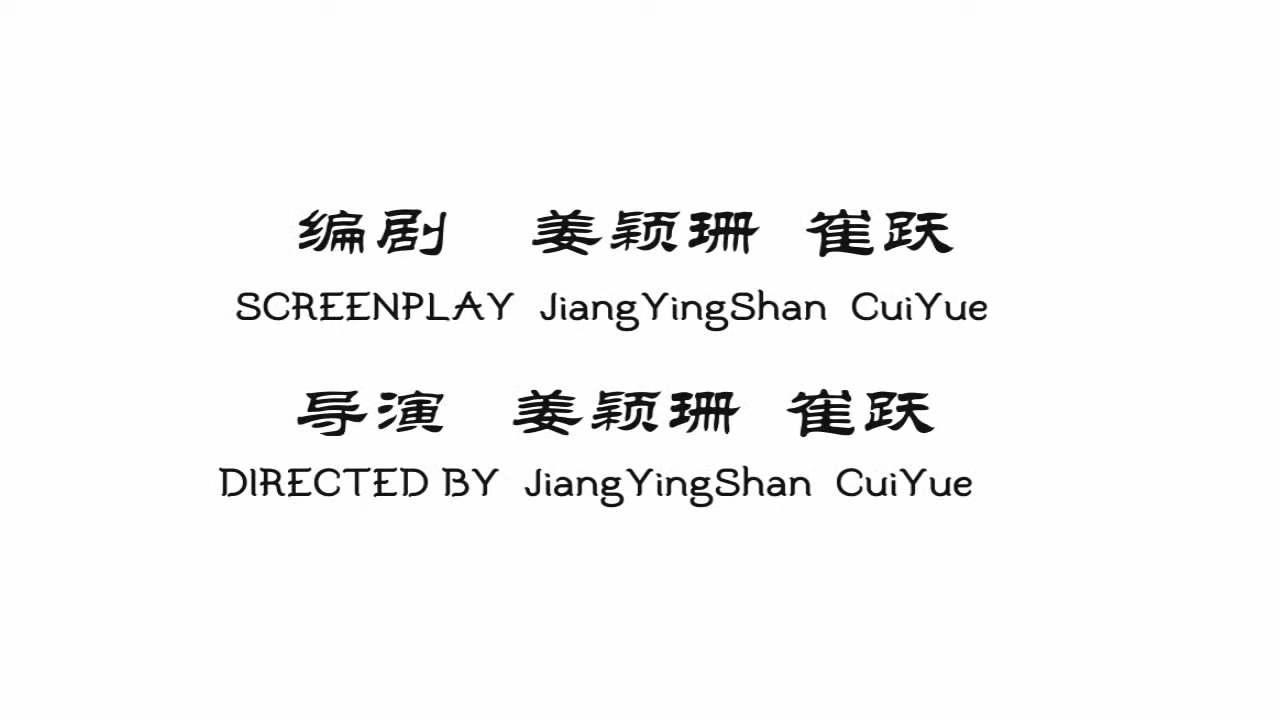 编剧 姜颖珊 崔跃
SCREENPLAY JiangYingShan CuiYue
导演 姜颖珊 崔跃
DIRECTED BY JiangYingShan CuiYue